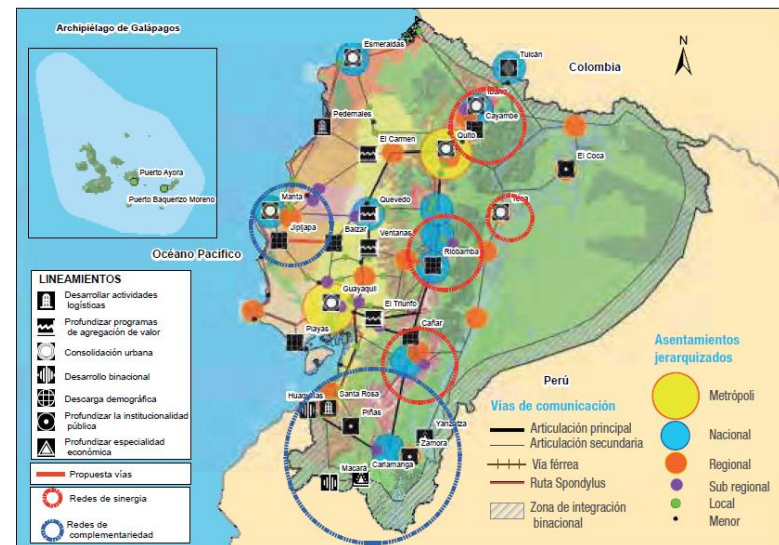 Archipiélago de Galápagos
Puerto Ayora
Puerto Baquerizo Moreno
Esmeraldas
Tulcán
Colombia
N
Ibarra
Cayambe
Pedernales
El Carmen
Quito
El Coca
Manta
Quevedo
Tena
Jipijapa
Balzar
Ventanas
Riobamba
Océano Pacífico
Guayaquil
El Triunfo
Playas
Cañar
Perú
Huaquillas
Santa Rosa
Piñas
Yanzatza
Zamora
Macará
Cariamanga
LINEAMIENTOS
Desarrollar actividades
logísticas
Profundizar programas
de agregación de valor
Consolidación urbana
Desarrollo binacional
Descarga demográfica
Profundizar la institucionalidad
pública
Profundizar especialidad
económica
Propuesta vías
Redes de sinergia
Redes de
complementariedad
Vías de comunicación
Articulación principal
Articulación secundaria
Vía férrea
Ruta Spondylus
Zona de integración
binacional
Asentamientos
jerarquizados
Metrópoli
Nacional
Regional
Sub regional
Local
Menor